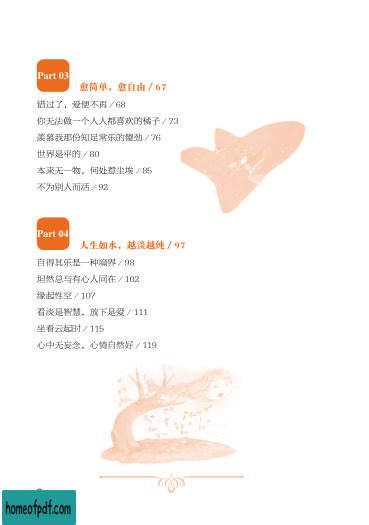 Part 03
愈简单，愈自由 / 67
错过了，爱便不再 / 68
你无法做一个人人都喜欢的橘子 / 73
羡慕我那份知足常乐的傻劲 / 76
世界是平的 / 80
本来无一物，何处惹尘埃 / 85
不为别人而活 / 92
Part 04
人生如水，越淡越纯 / 97
自得其乐是一种境界 / 98
坦然总与有心人同在 / 102
缘起性空 / 107
看淡是智慧，放下是爱 / 111
坐看云起时 / 115
心中无妄念，心情自然好 / 119
homeofpdf.com